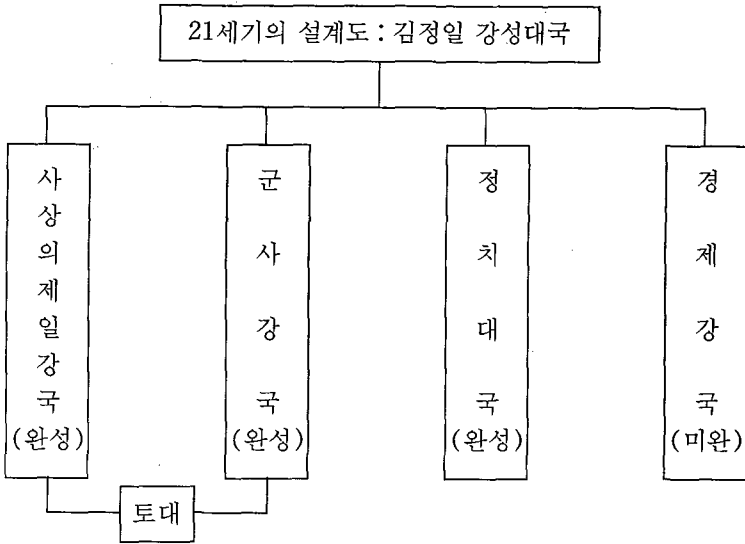 21세기의 설계도 : 김정일 강성대국
사상의제일강국
(완성)
군사강국
(완성)
정치대국
(완성)
경제강국
(미완)
토대